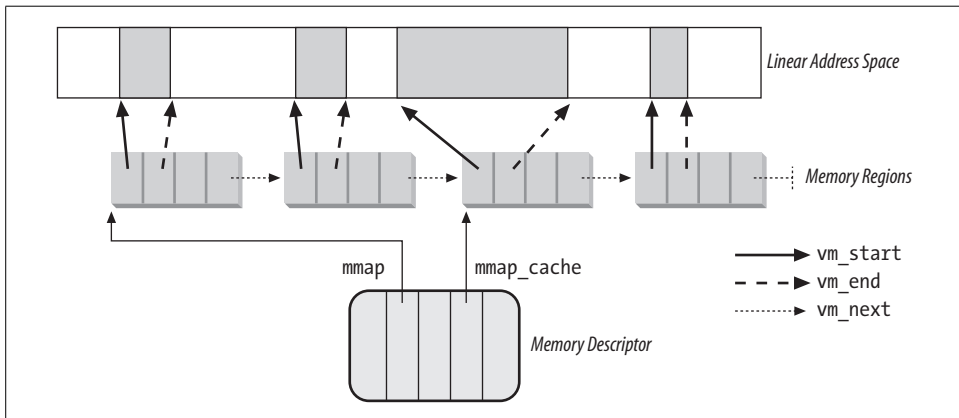 Linear Address Space
Memory Regions
mmap
mmap_cache
vm_start
vm_end
vm_next
Memory Descriptor